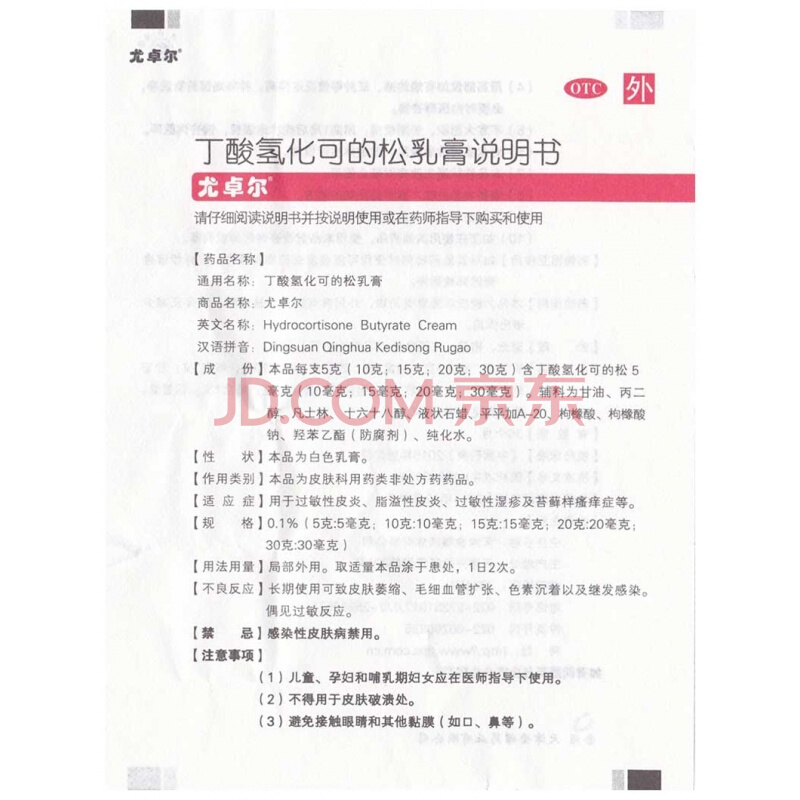 尤卓尔®
OTC 外
丁酸氢化可的松乳膏说明书
尤卓尔®
请仔细阅读说明书并按说明使用或在药师指导下购买和使用
【药品名称】
通用名称：丁酸氢化可的松乳膏
商品名称：尤卓尔
英文名称：Hydrocortisone Butyrate Cream
汉语拼音：Dingsuan Qinghua Kedisong Rugao
【成 份】本品每支5克（10克；15克；20克；30克）含丁酸氢化可的松 5
毫克（10毫克；15毫克；20毫克；30毫克）。辅料为甘油、丙二
醇、凡士林、十六十八醇、液状石蜡、平平加A-20、枸橼酸、枸橼酸
钠、羟苯乙酯（防腐剂）、纯化水。
【性 状】本品为白色乳膏。
【作用类别】本品为皮肤科用药类非处方药药品。
【适 应 症】用于过敏性皮炎、脂溢性皮炎、过敏性湿疹及苔藓样瘙痒症等。
【规 格】0.1%（5克:5毫克；10克:10毫克；15克:15毫克；20克:20毫克；
30克:30毫克）
【用法用量】局部外用。取适量本品涂于患处，1日2次。
【不良反应】长期使用可致皮肤萎缩、毛细血管扩张、色素沉着以及继发感染。
偶见过敏反应。
【禁 忌】感染性皮肤病禁用。
【注意事项】
（1）儿童、孕妇和哺乳期妇女应在医师指导下使用。
（2）不得用于皮肤破溃处。
（3）避免接触眼睛和其他黏膜（如口、鼻等）。
JD.COM 京东